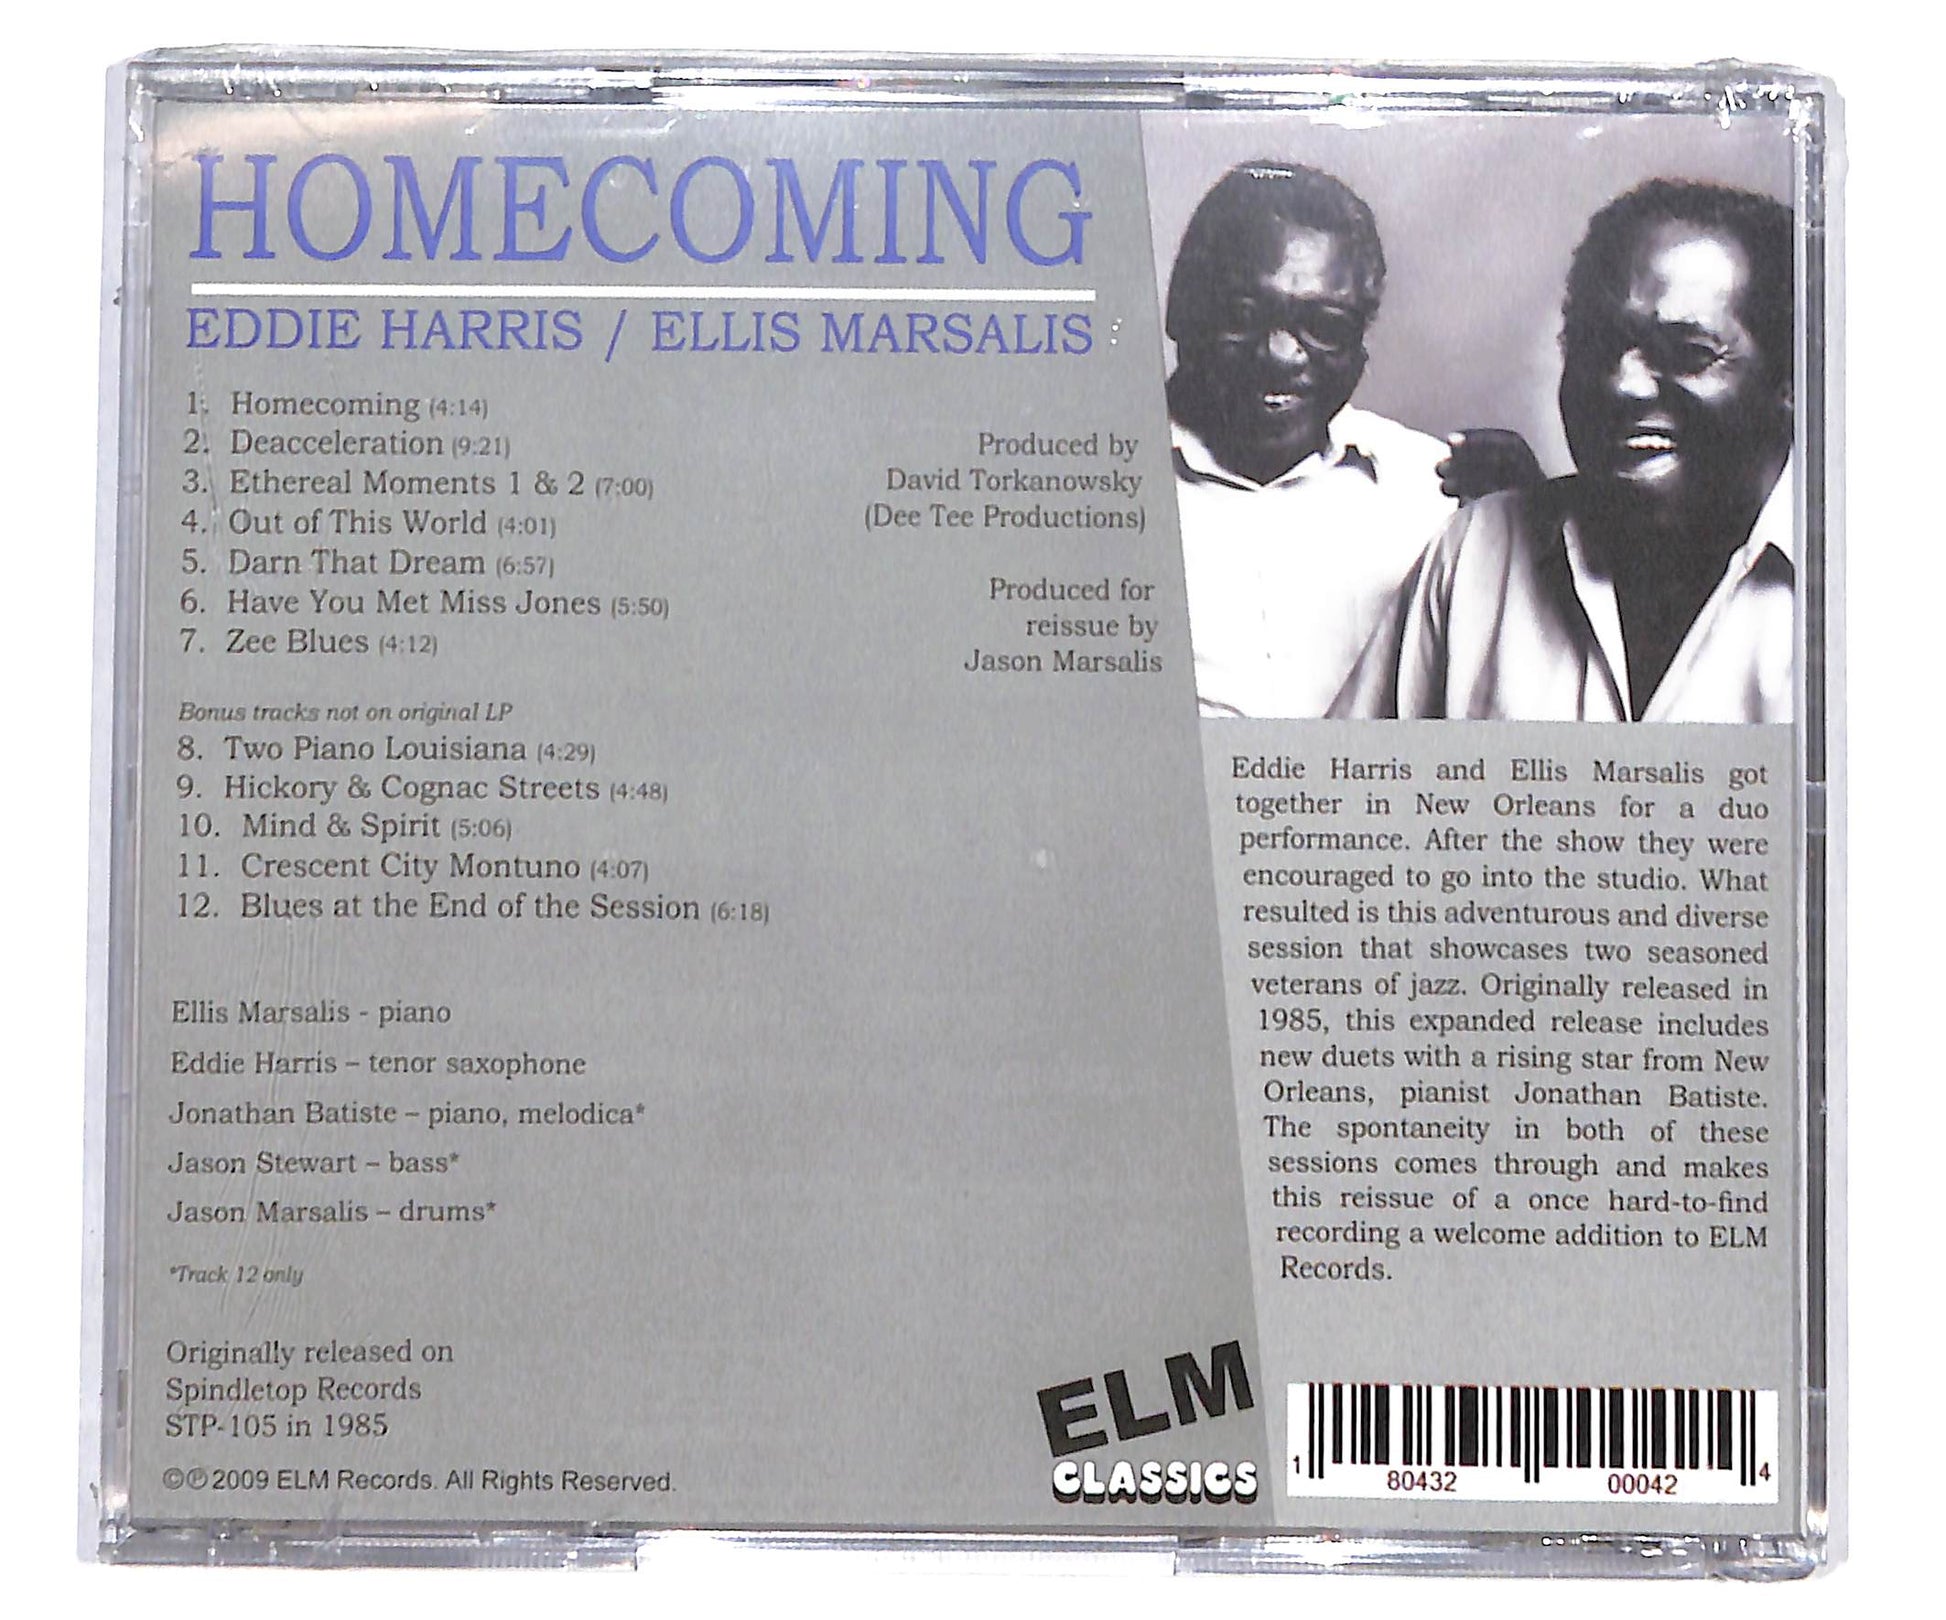 HOMECOMING
EDDIE HARRIS / ELLIS MARSALIS
1. Homecoming (4:14)
2. Deacceleration (9:21)
3. Ethereal Moments 1 & 2 (7:00)
4. Out of This World (4:01)
5. Darn That Dream (6:57)
6. Have You Met Miss Jones (5:50)
7. Zee Blues (4:12)
Bonus tracks not on original LP
8. Two Piano Louisiana (4:29)
9. Hickory & Cognac Streets (4:48)
10. Mind & Spirit (5:06)
11. Crescent City Montuno (4:07)
12. Blues at the End of the Session (6:18)
Produced by
David Torkanowsky
(Dee Tee Productions)
Produced for
reissue by
Jason Marsalis
Ellis Marsalis - piano
Eddie Harris – tenor saxophone
Jonathan Batiste – piano, melodica*
Jason Stewart – bass*
Jason Marsalis – drums*
*Track 12 only
Originally released on
Spindletop Records
STP-105 in 1985
©℗2009 ELM Records. All Rights Reserved.
Eddie Harris and Ellis Marsalis got
together in New Orleans for a duo
performance. After the show they were
encouraged to go into the studio. What
resulted is this adventurous and diverse
session that showcases two seasoned
veterans of jazz. Originally released in
1985, this expanded release includes
new duets with a rising star from New
Orleans, pianist Jonathan Batiste.
The spontaneity in both of these
sessions comes through and makes
this reissue of a once hard-to-find
recording a welcome addition to ELM
Records.
ELM
CLASSICS
1 80432 00042 4